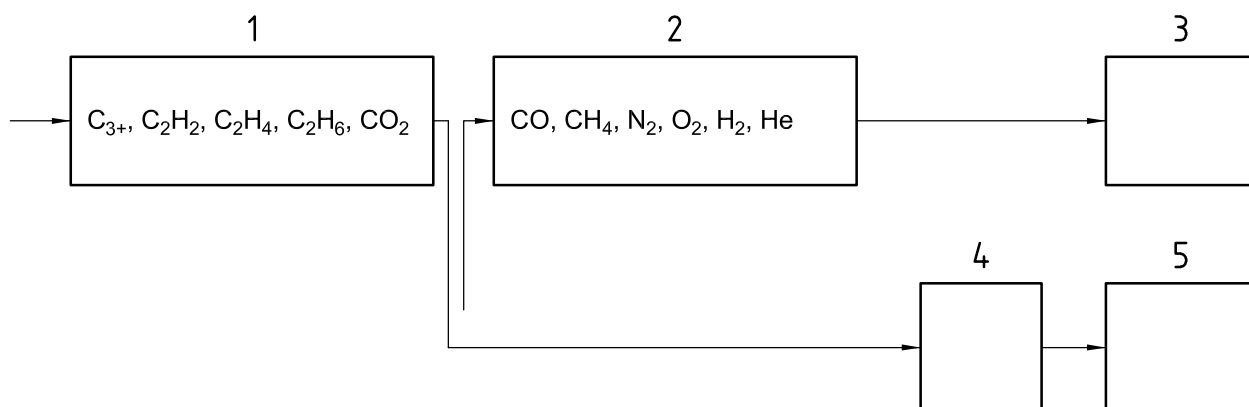 1
2
3
C₃₊, C₂H₂, C₂H₄, C₂H₆, CO₂
CO, CH₄, N₂, O₂, H₂, He
4
5